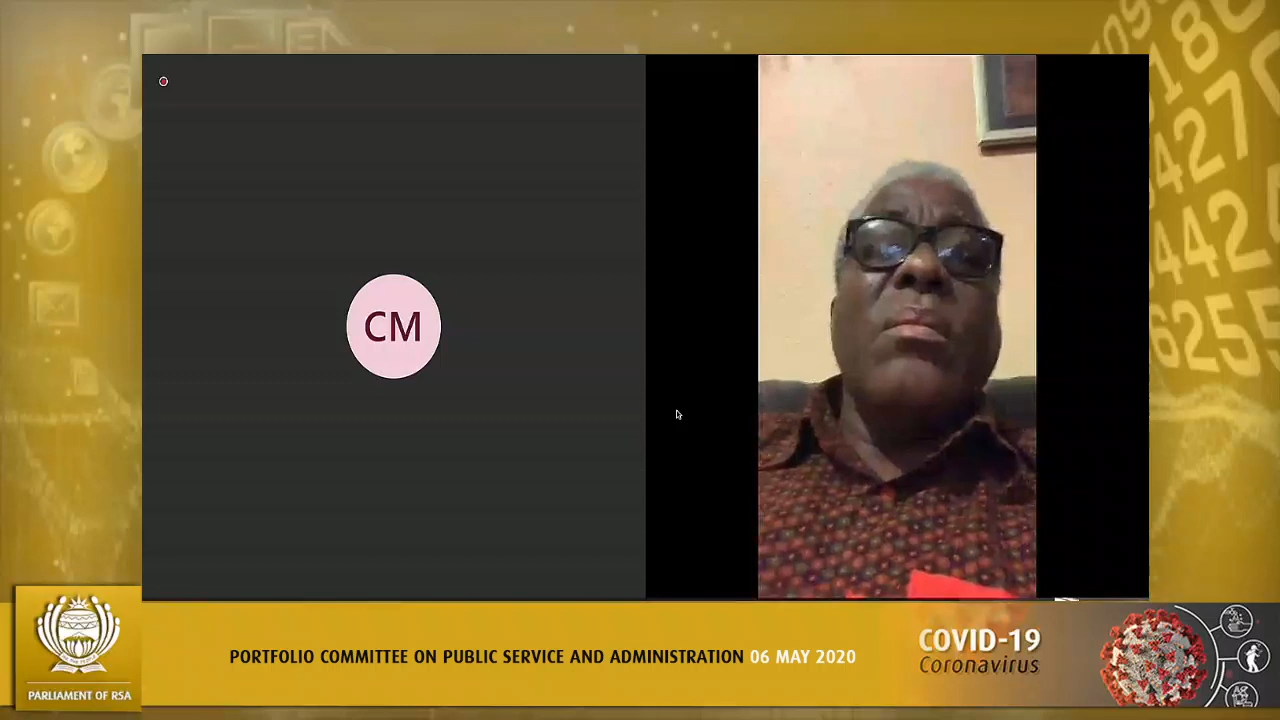 CM
PORTFOLIO COMMITTEE ON PUBLIC SERVICE AND ADMINISTRATION 06 MAY 2020
COVID-19
Coronavirus
PARLIAMENT OF RSA